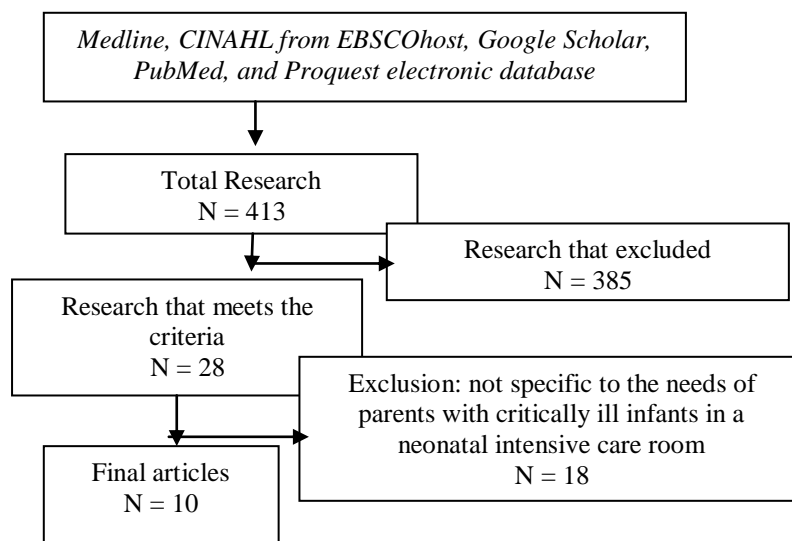 Medline, CINAHL from EBSCOhost, Google Scholar,
PubMed, and Proquest electronic database
Total Research
N = 413
Research that excluded
N = 385
Research that meets the
criteria
N = 28
Exclusion: not specific to the needs of
parents with critically ill infants in a
neonatal intensive care room
N = 18
Final articles
N = 10